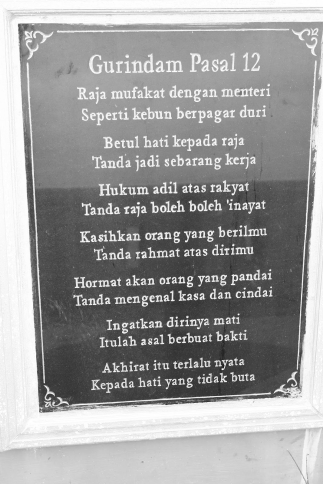 Gurindam Pasal 12
Raja mufakat dengan menteri
Seperti kebun berpagar duri
Betul hati kepada raja
Tanda jadi sebarang kerja
Hukum adil atas rakyat
Tanda raja boleh boleh 'inayat
Kasihkan orang yang berilmu
Tanda rahmat atas dirimu
Hormat akan orang yang pandai
Tanda mengenal kasa dan cindai
Ingatkan dirinya mati
Itulah asal berbuat bakti
Akhirat itu terlalu nyata
Kepada hati yang tidak buta